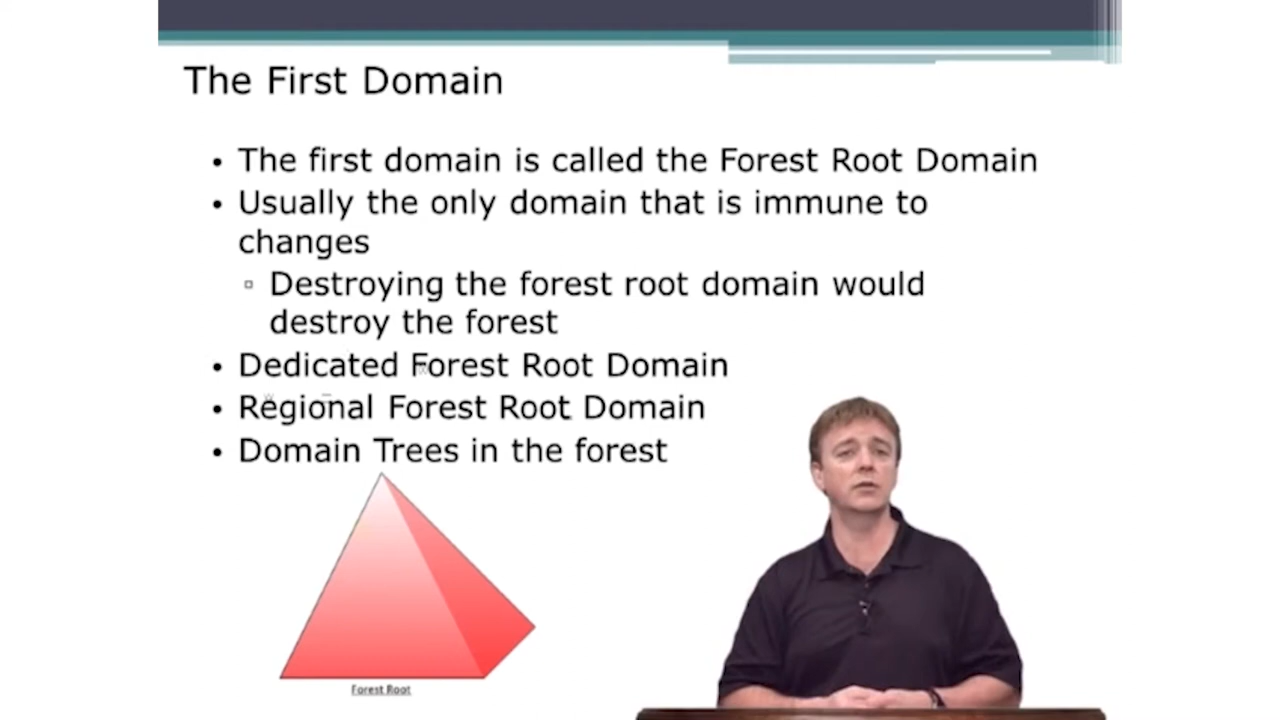 The First Domain
• The first domain is called the Forest Root Domain
• Usually the only domain that is immune to
changes
▫ Destroying the forest root domain would
destroy the forest
• Dedicated Forest Root Domain
• Regional Forest Root Domain
• Domain Trees in the forest
Forest Root